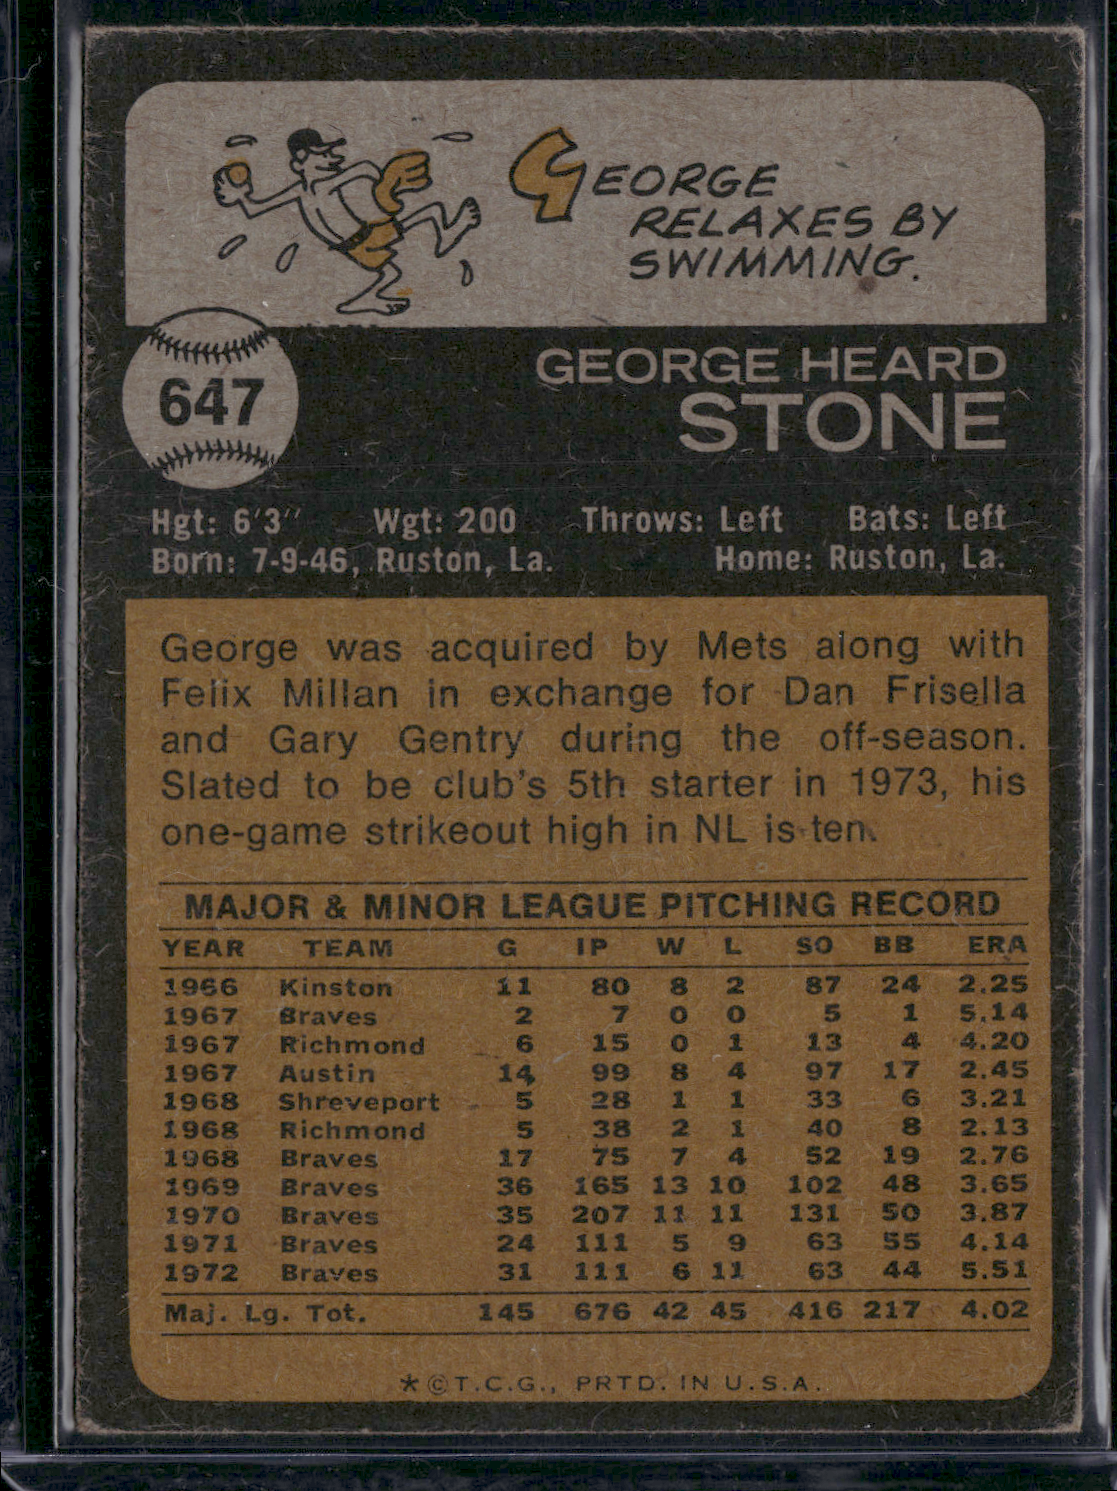 GEORGE
RELAXES BY
SWIMMING.
647
GEORGE HEARD
STONE
Hgt: 6'3" Wgt: 200 Throws: Left Bats: Left
Born: 7-9-46, Ruston, La. Home: Ruston, La.
George was acquired by Mets along with
Felix Millan in exchange for Dan Frisella
and Gary Gentry during the off-season.
Slated to be club's 5th starter in 1973, his
one-game strikeout high in NL is ten.
MAJOR & MINOR LEAGUE PITCHING RECORD
YEAR TEAM G IP W L SO BB ERA
1966 Kinston 11 80 8 2 87 24 2.25
1967 Braves 2 7 0 0 5 1 5.14
1967 Richmond 6 15 0 1 13 4 4.20
1967 Austin 14 99 8 4 97 17 2.45
1968 Shreveport 5 28 1 1 33 6 3.21
1968 Richmond 5 38 2 1 40 8 2.13
1968 Braves 17 75 7 4 52 19 2.76
1969 Braves 36 165 13 10 102 48 3.65
1970 Braves 35 207 11 11 131 50 3.87
1971 Braves 24 111 5 9 63 55 4.14
1972 Braves 31 111 6 11 63 44 5.51
Maj. Lg. Tot. 145 676 42 45 416 217 4.02
*©T.C.G., PRTD. IN U.S.A.